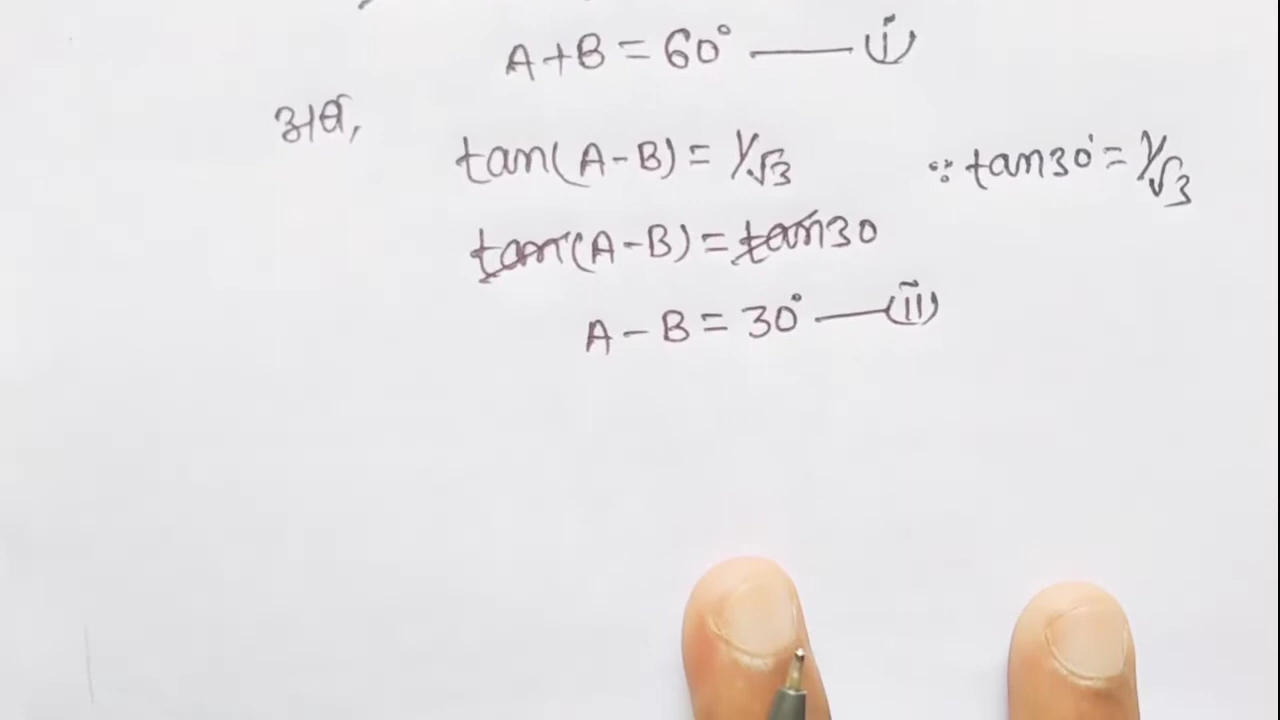 A+B = 60° — (i)
अब,
tan(A-B) = 1/√3 ∵ tan30° = 1/√3
tan(A-B) = tan30
A - B = 30° — (ii)